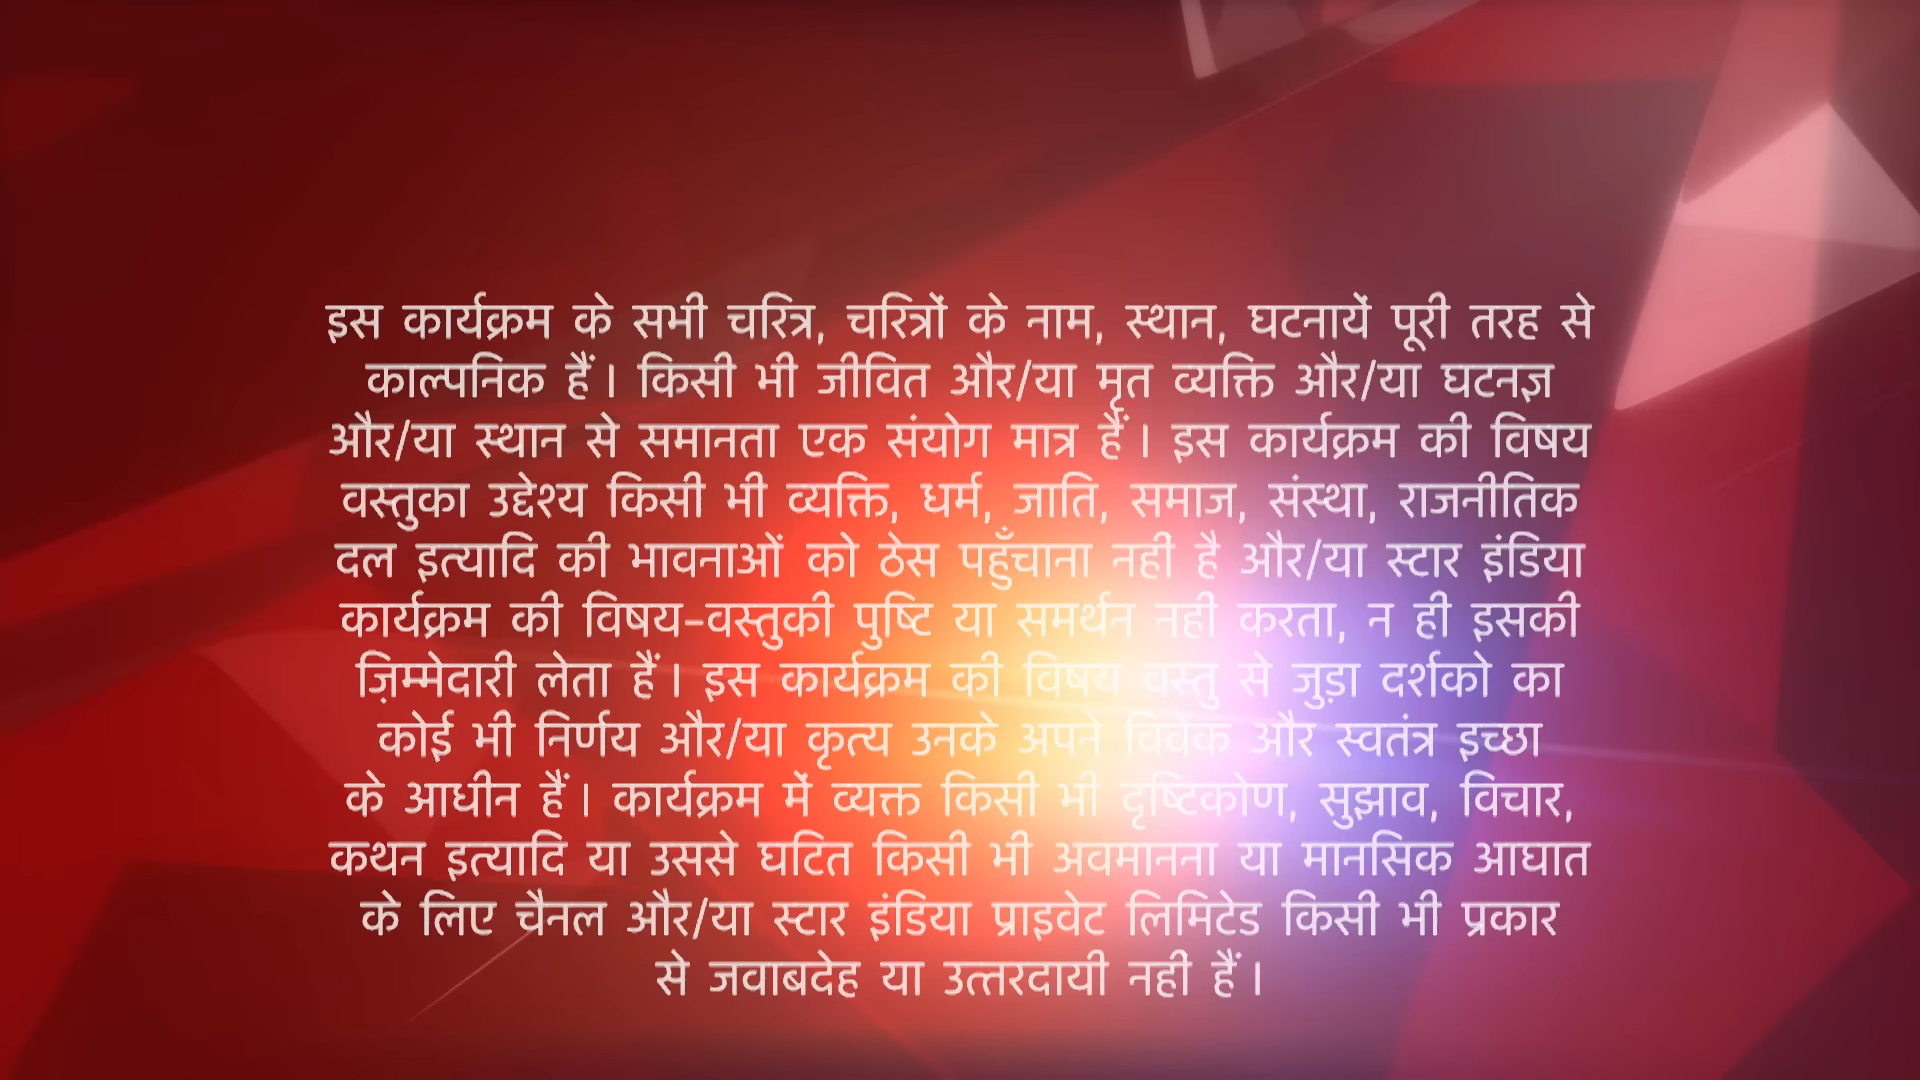 इस कार्यक्रम के सभी चरित्र, चरित्रों के नाम, स्थान, घटनायें पूरी तरह से
काल्पनिक हैं। किसी भी जीवित और/या मृत व्यक्ति और/या घटनज्ञ
और/या स्थान से समानता एक संयोग मात्र हैं। इस कार्यक्रम की विषय
वस्तुका उद्देश्य किसी भी व्यक्ति, धर्म, जाति, समाज, संस्था, राजनीतिक
दल इत्यादि की भावनाओं को ठेस पहुँचाना नहीं है और/या स्टार इंडिया
कार्यक्रम की विषय-वस्तुकी पुष्टि या समर्थन नही करता, न ही इसकी
ज़िम्मेदारी लेता हैं। इस कार्यक्रम की विषय वस्तु से जुड़ा दर्शको का
कोई भी निर्णय और/या कृत्य उनके अपने विवेक और स्वतंत्र इच्छा
के आधीन हैं। कार्यक्रम में व्यक्त किसी भी दृष्टिकोण, सुझाव, विचार,
कथन इत्यादि या उससे घटित किसी भी अवमानना या मानसिक आघात
के लिए चैनल और/या स्टार इंडिया प्राइवेट लिमिटेड किसी भी प्रकार
से जवाबदेह या उत्तरदायी नहीं हैं।